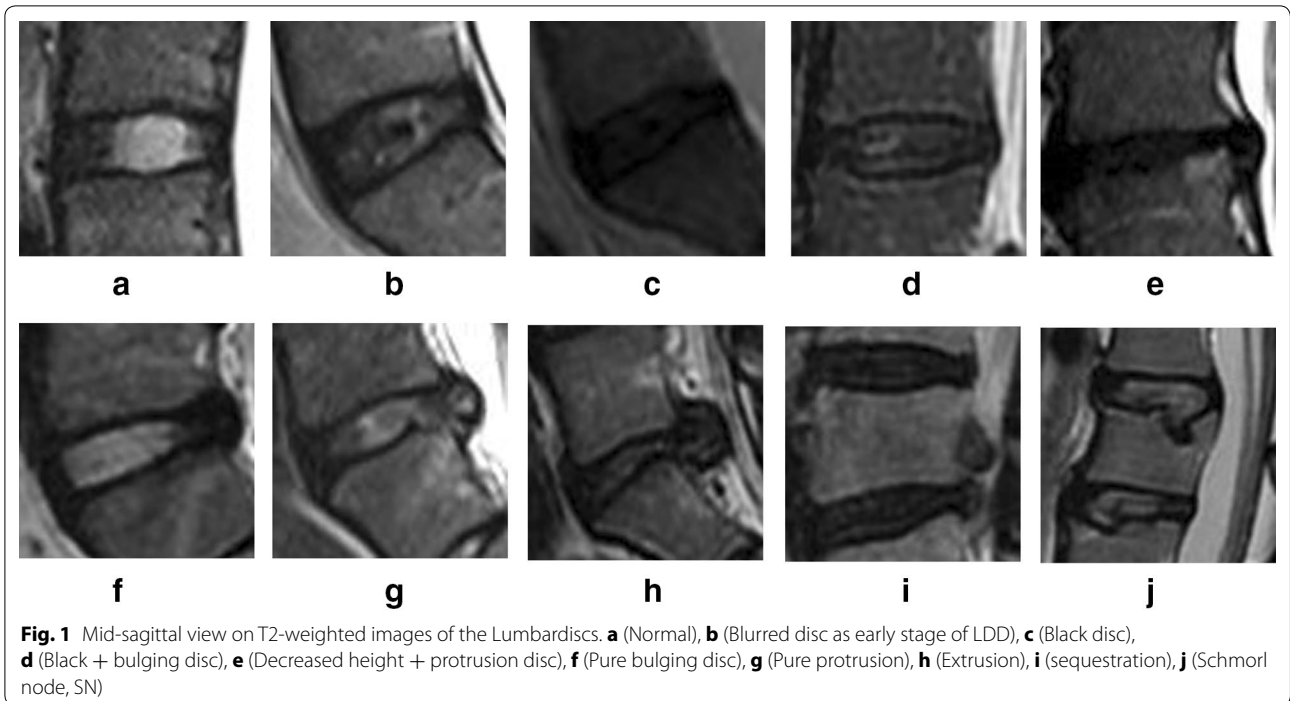 a b c d e
f g h i j
Fig. 1 Mid-sagittal view on T2-weighted images of the Lumbardiscs. a (Normal), b (Blurred disc as early stage of LDD), c (Black disc),
d (Black + bulging disc), e (Decreased height + protrusion disc), f (Pure bulging disc), g (Pure protrusion), h (Extrusion), i (sequestration), j (Schmorl
node, SN)